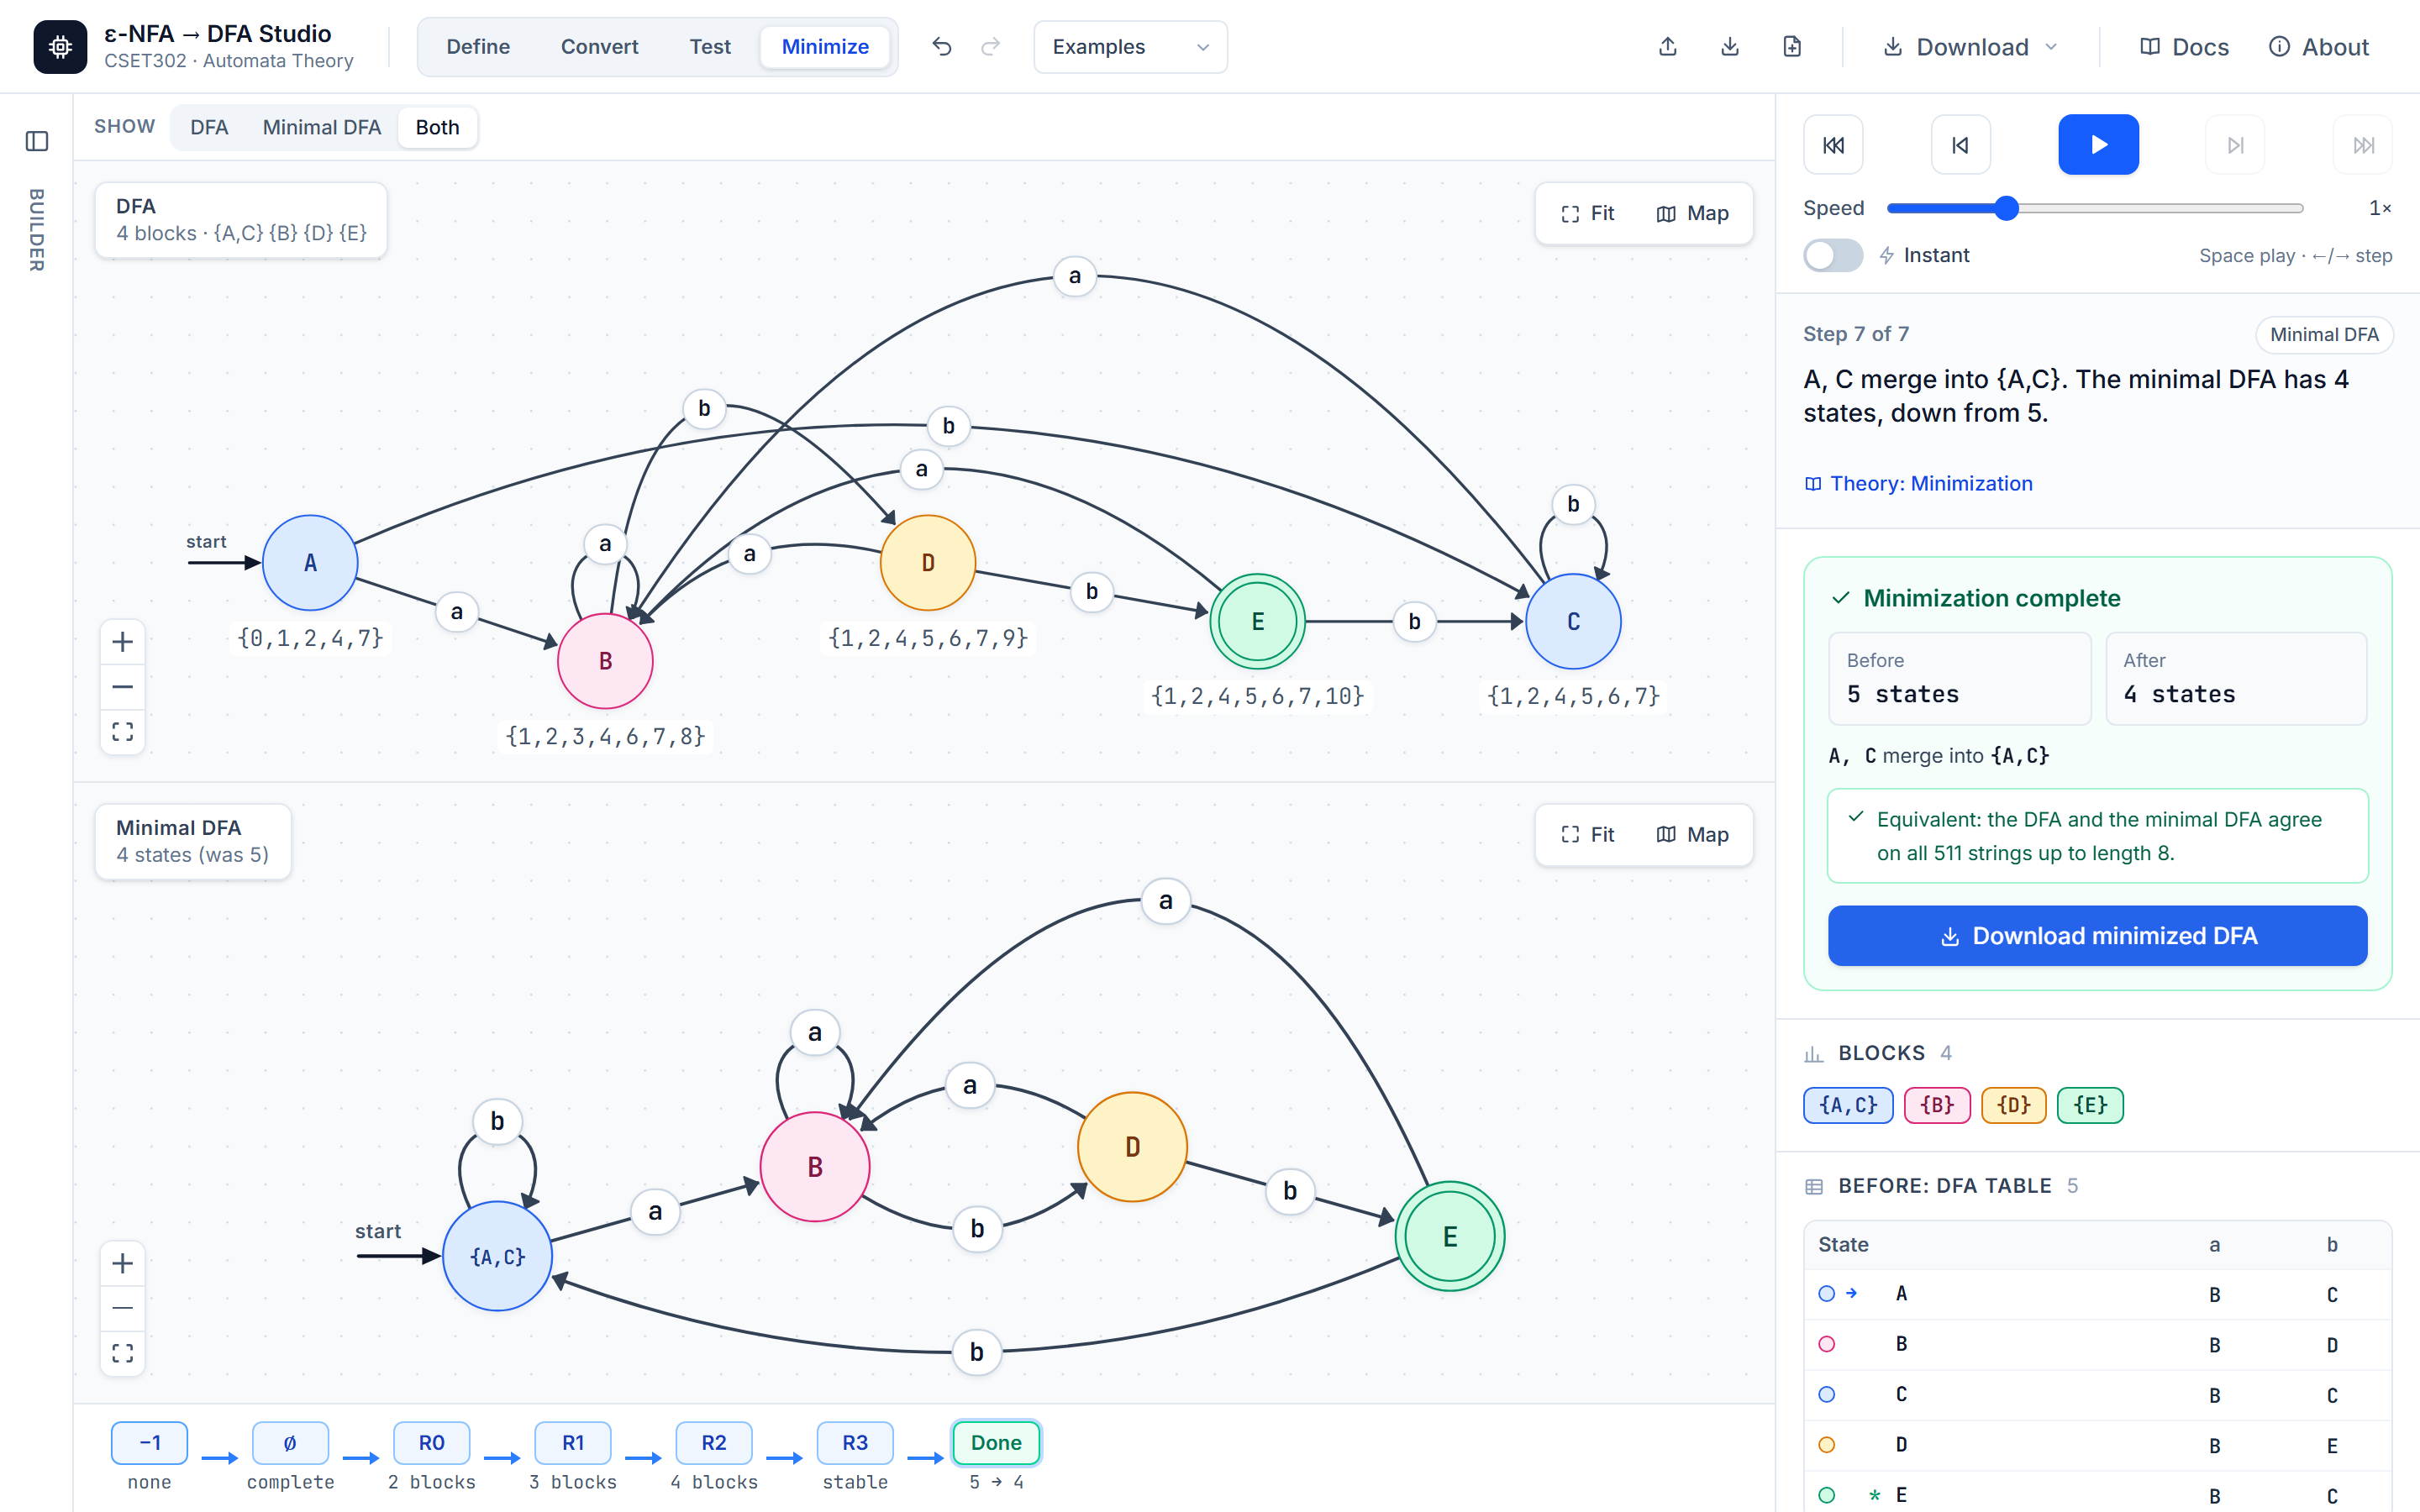 ε-NFA → DFA Studio
CSET302 · Automata Theory
Define
Convert
Test
Minimize
Examples
Download
Docs
About
BUILDER
SHOW
DFA
Minimal DFA
Both
DFA
4 blocks · {A,C} {B} {D} {E}
Fit
Map
a
b
b
a
b
a
a
start
A
D
b
a
E
b
C
B
{0,1,2,4,7}
{1,2,4,5,6,7,9}
{1,2,4,5,6,7,10}
{1,2,4,5,6,7}
{1,2,3,4,6,7,8}
Minimal DFA
4 states (was 5)
Fit
Map
a
a
a
b
D
B
b
a
b
start
{A,C}
E
b
−1
none
∅
complete
R0
2 blocks
R1
3 blocks
R2
4 blocks
R3
stable
Done
5 → 4
Speed
1×
Instant
Space play · ←/→ step
Step 7 of 7
Minimal DFA
A, C merge into {A,C}. The minimal DFA has 4
states, down from 5.
Theory: Minimization
Minimization complete
Before
5 states
After
4 states
A, C merge into {A,C}
Equivalent: the DFA and the minimal DFA agree
on all 511 strings up to length 8.
Download minimized DFA
BLOCKS 4
{A,C} {B} {D} {E}
BEFORE: DFA TABLE 5
State a b
→ A B C
B B D
C B C
D B E
* E B C